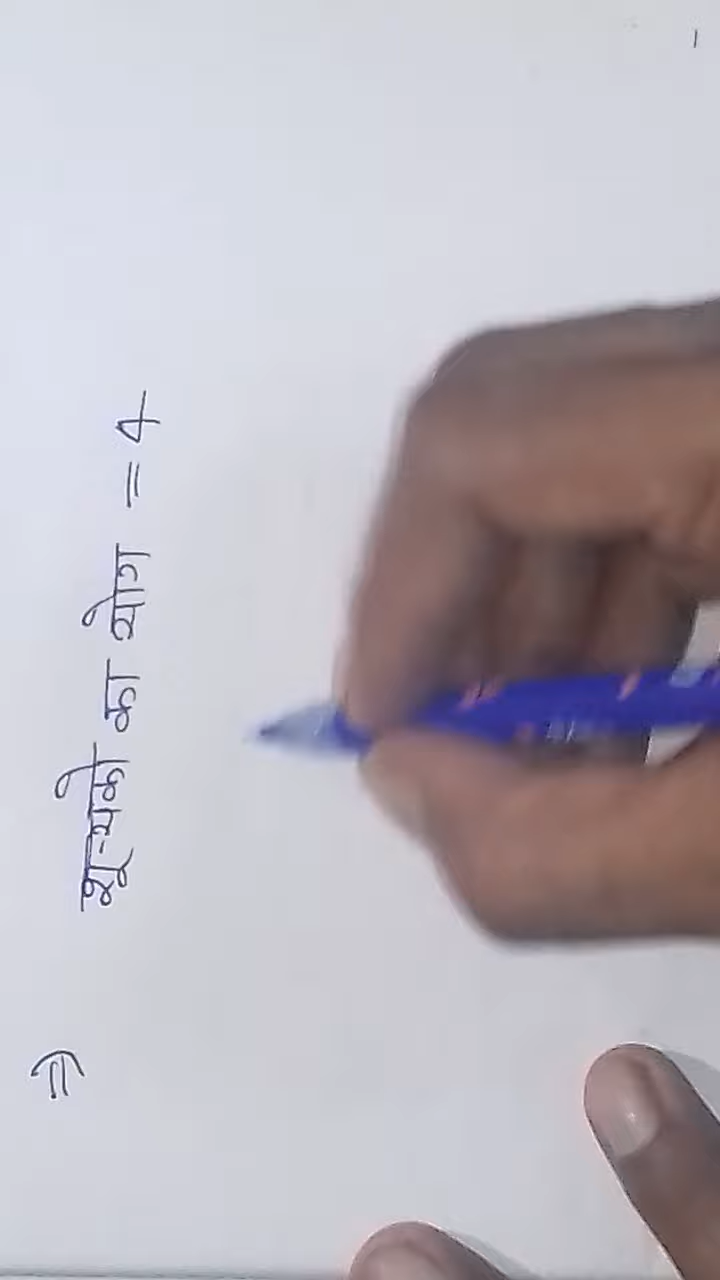 ii) शून्यको का योग = 4